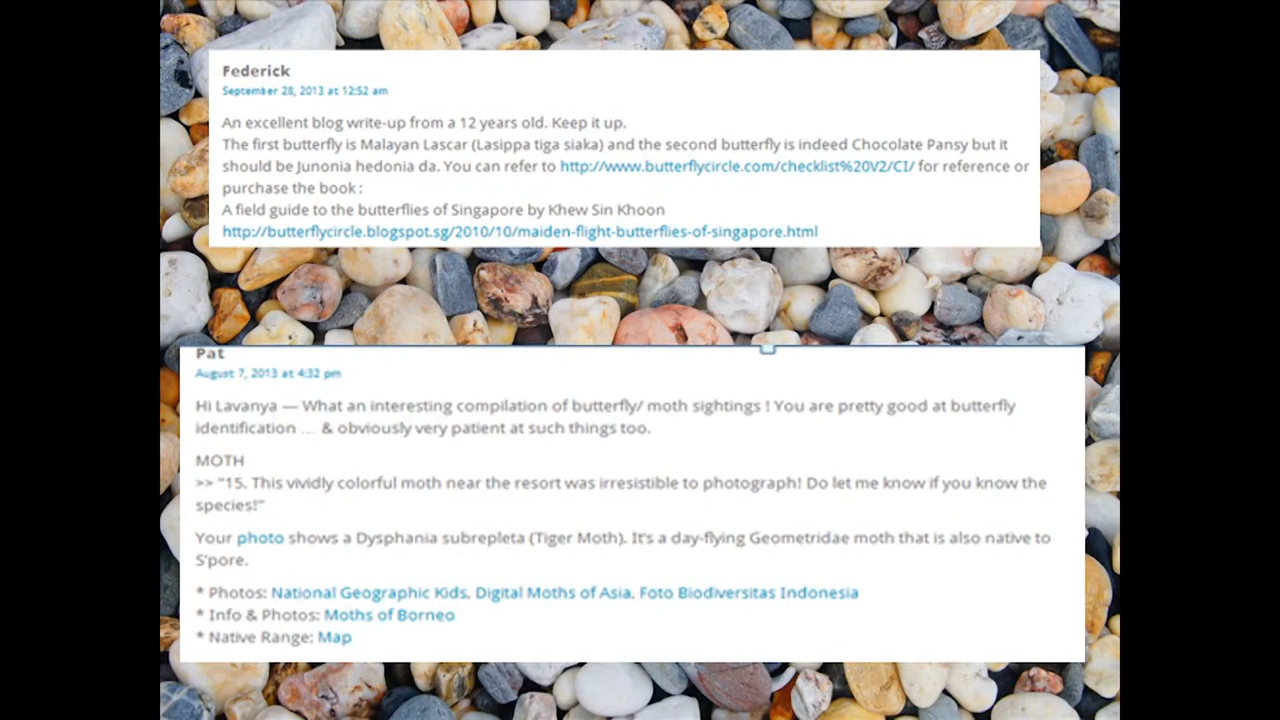 Federick
September 28, 2013 at 12:52 am
An excellent blog write-up from a 12 years old. Keep it up.
The first butterfly is Malayan Lascar (Lasippa tiga siaka) and the second butterfly is indeed Chocolate Pansy but it
should be Junonia hedonia da. You can refer to http://www.butterflycircle.com/checklist%20V2/CI/ for reference or
purchase the book :
A field guide to the butterflies of Singapore by Khew Sin Khoon
http://butterflycircle.blogspot.sg/2010/10/maiden-flight-butterflies-of-singapore.html
Pat
August 7, 2013 at 4:32 pm
Hi Lavanya — What an interesting compilation of butterfly/ moth sightings ! You are pretty good at butterfly
identification … & obviously very patient at such things too.
MOTH
>> "15. This vividly colorful moth near the resort was irresistible to photograph! Do let me know if you know the
species!"
Your photo shows a Dysphania subrepleta (Tiger Moth). It's a day-flying Geometridae moth that is also native to
S'pore.
* Photos: National Geographic Kids, Digital Moths of Asia, Foto Biodiversitas Indonesia
* Info & Photos: Moths of Borneo
* Native Range: Map